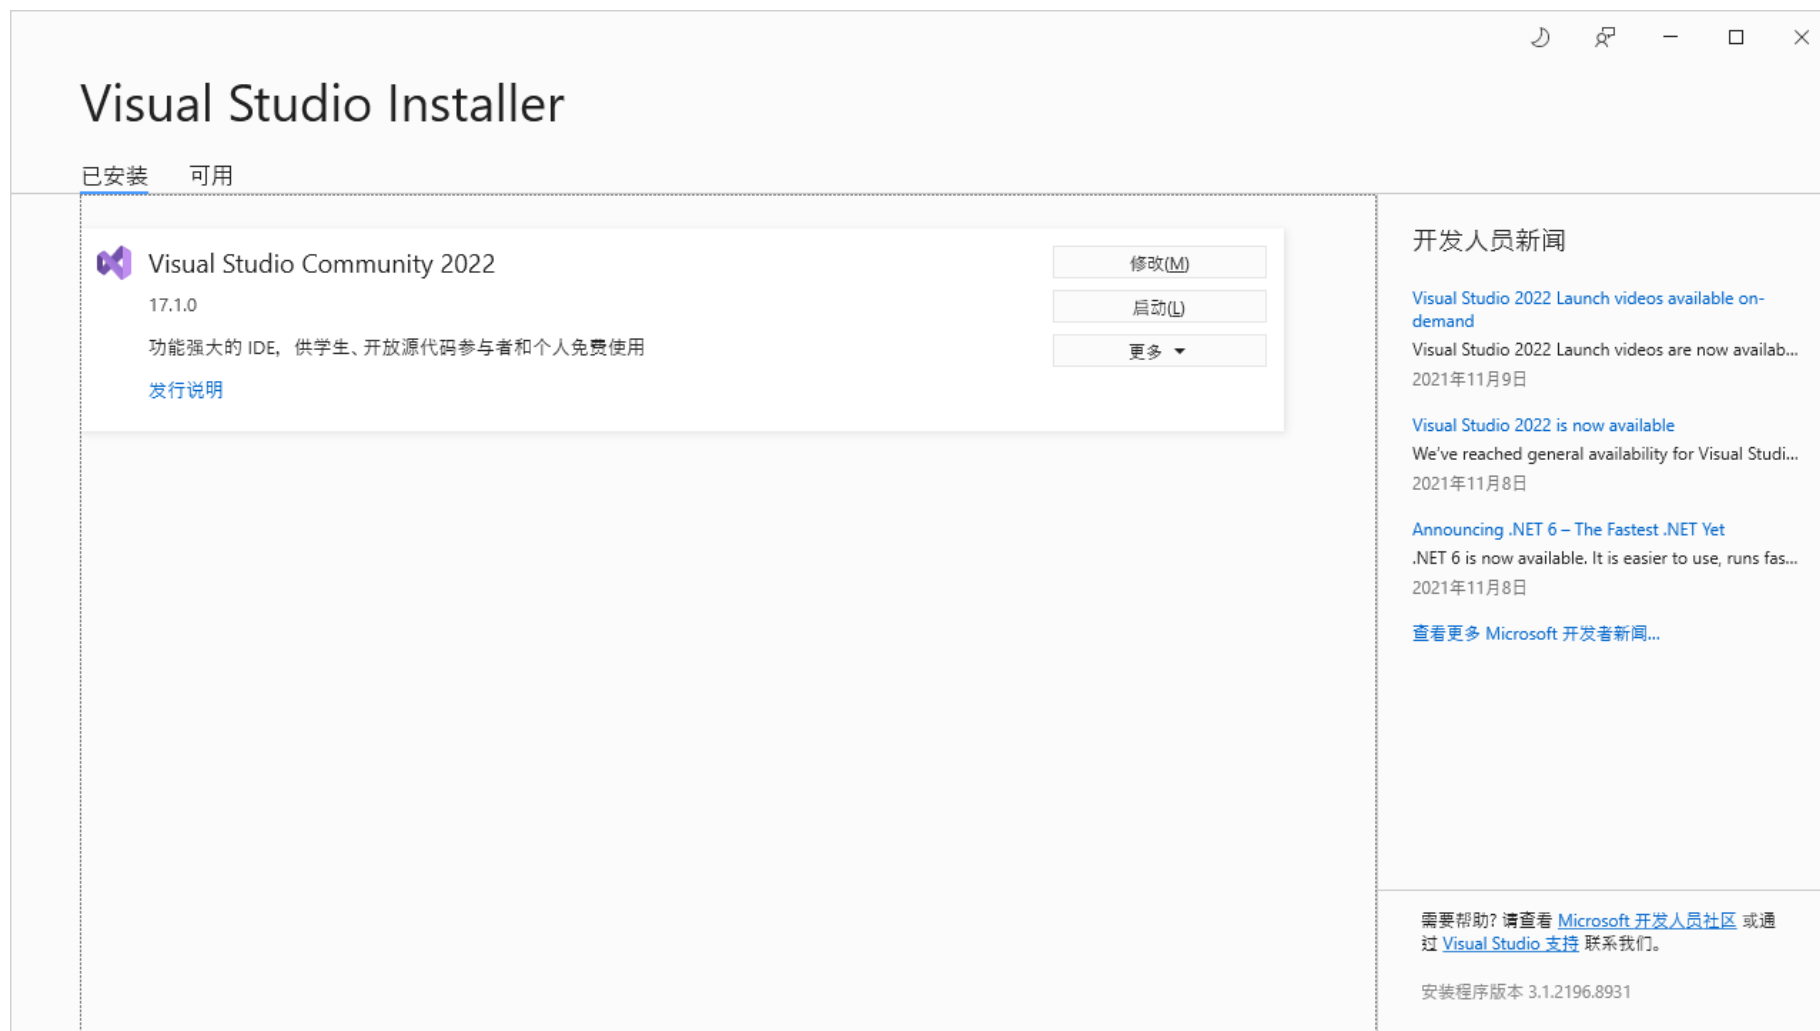 Visual Studio Installer
已安装
可用
Visual Studio Community 2022
17.1.0
功能强大的 IDE，供学生、开放源代码参与者和个人免费使用
发行说明
修改(M)
启动(L)
更多
开发人员新闻
Visual Studio 2022 Launch videos available on-
demand
Visual Studio 2022 Launch videos are now availab...
2021年11月9日
Visual Studio 2022 is now available
We've reached general availability for Visual Studi...
2021年11月8日
Announcing .NET 6 – The Fastest .NET Yet
.NET 6 is now available. It is easier to use, runs fas...
2021年11月8日
查看更多 Microsoft 开发者新闻...
需要帮助? 请查看 Microsoft 开发人员社区 或通
过 Visual Studio 支持 联系我们。
安装程序版本 3.1.2196.8931